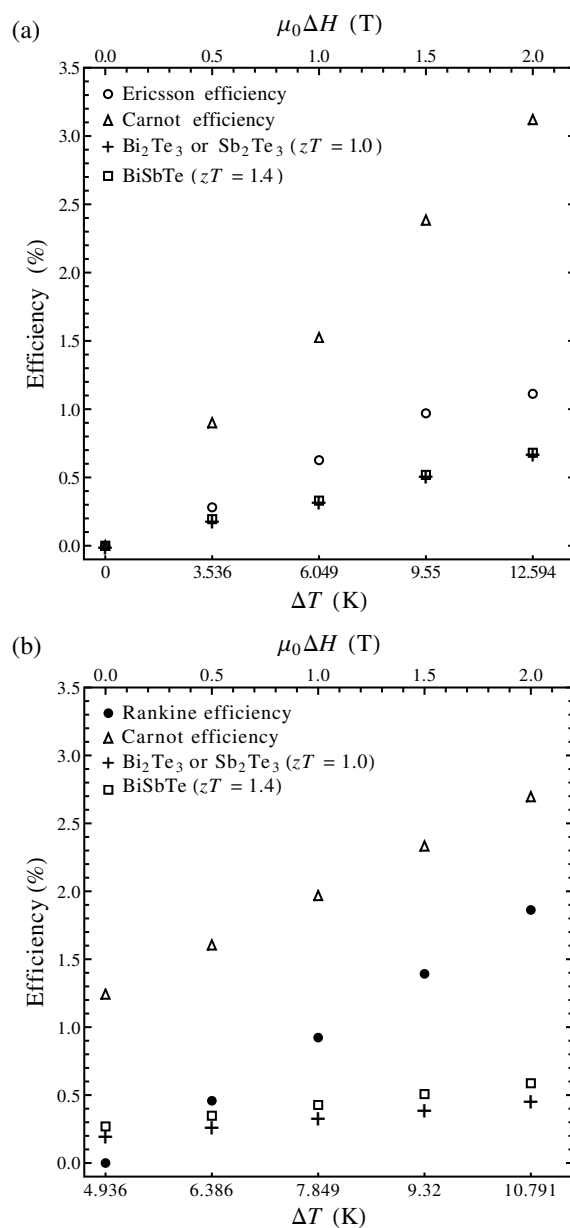 (a)
μ₀ΔH (T)
0.0 0.5 1.0 1.5 2.0
3.5
Ericsson efficiency
Carnot efficiency
3.0
Bi₂Te₃ or Sb₂Te₃ (zT = 1.0)
BiSbTe (zT = 1.4)
2.5
2.0
Efficiency (%)
1.5
1.0
0.5
0.0
0 3.536 6.049 9.55 12.594
ΔT (K)
(b)
μ₀ΔH (T)
0.0 0.5 1.0 1.5 2.0
3.5
Rankine efficiency
Carnot efficiency
3.0
Bi₂Te₃ or Sb₂Te₃ (zT = 1.0)
BiSbTe (zT = 1.4)
2.5
2.0
Efficiency (%)
1.5
1.0
0.5
0.0
4.936 6.386 7.849 9.32 10.791
ΔT (K)